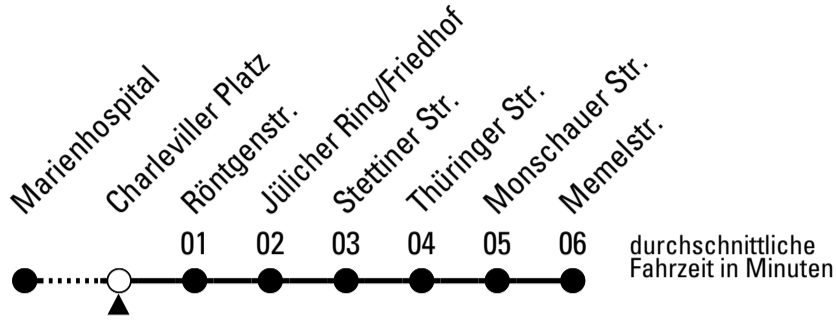 Marienhospital
Charleviller Platz
Röntgenstr.
Jülicher Ring/Friedhof
Stettiner Str.
Thüringer Str.
Monschauer Str.
Memelstr.
01 02 03 04 05 06
durchschnittliche
Fahrzeit in Minuten